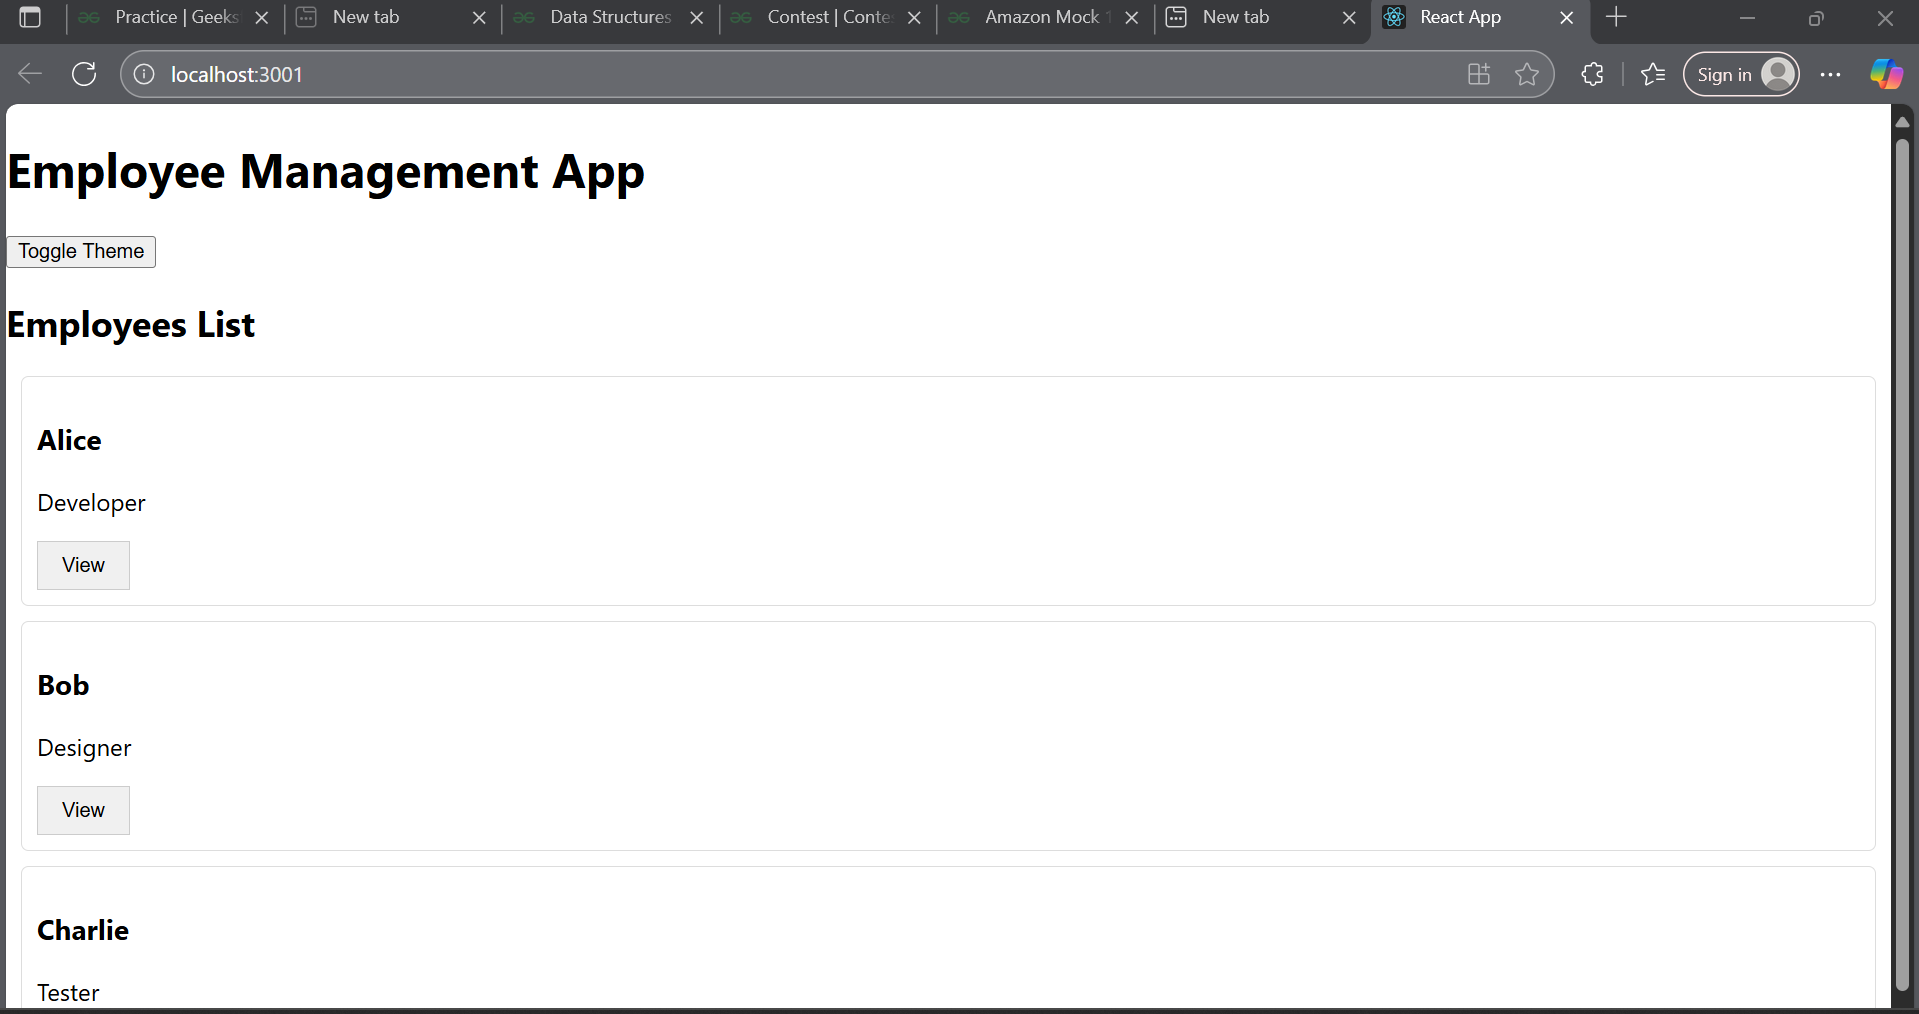 Practice | Geeks
New tab
Data Structures
Contest | Conte
Amazon Mock
New tab
React App
localhost:3001
Sign in
Employee Management App
Toggle Theme
Employees List
Alice
Developer
View
Bob
Designer
View
Charlie
Tester